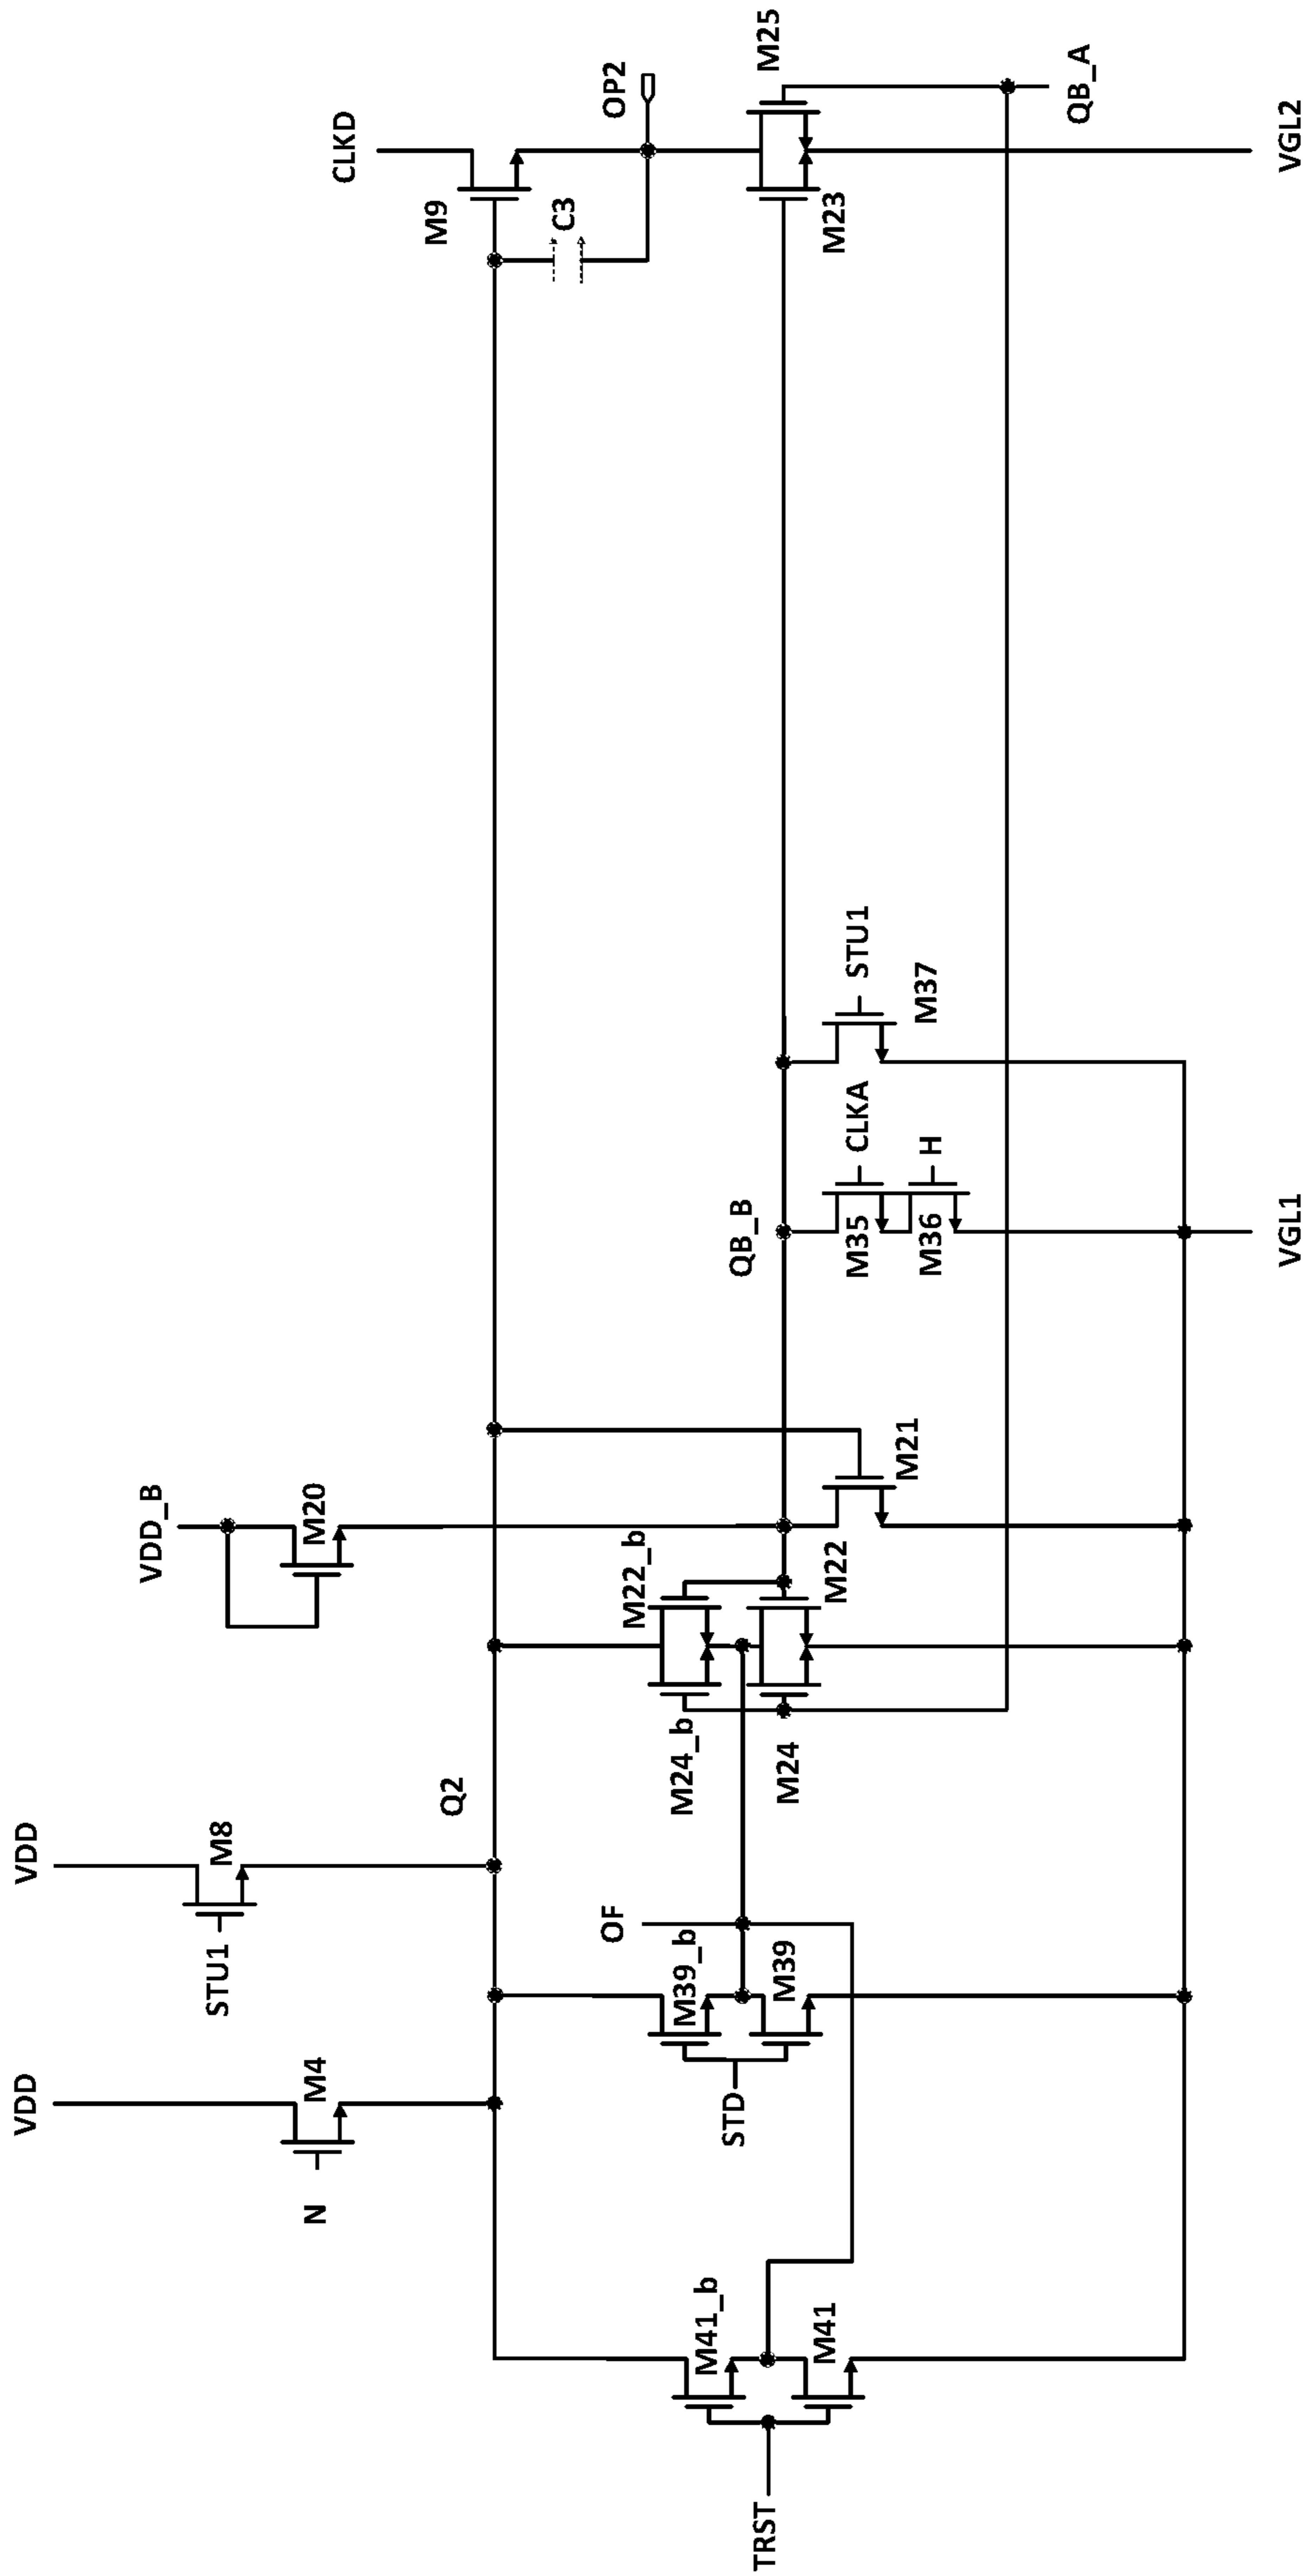 VDD
VDD
VDD_B
CLKD
N
M4
STU1
M8
M20
Q2
M9
C3
OP2
OF
TRST
M41_b
M41
STD
M39_b
M39
M24_b
M24
M22_b
M22
M21
QB_B
M35
CLKA
M36
H
STU1
M37
M23
M25
QB_A
VGL1
VGL2